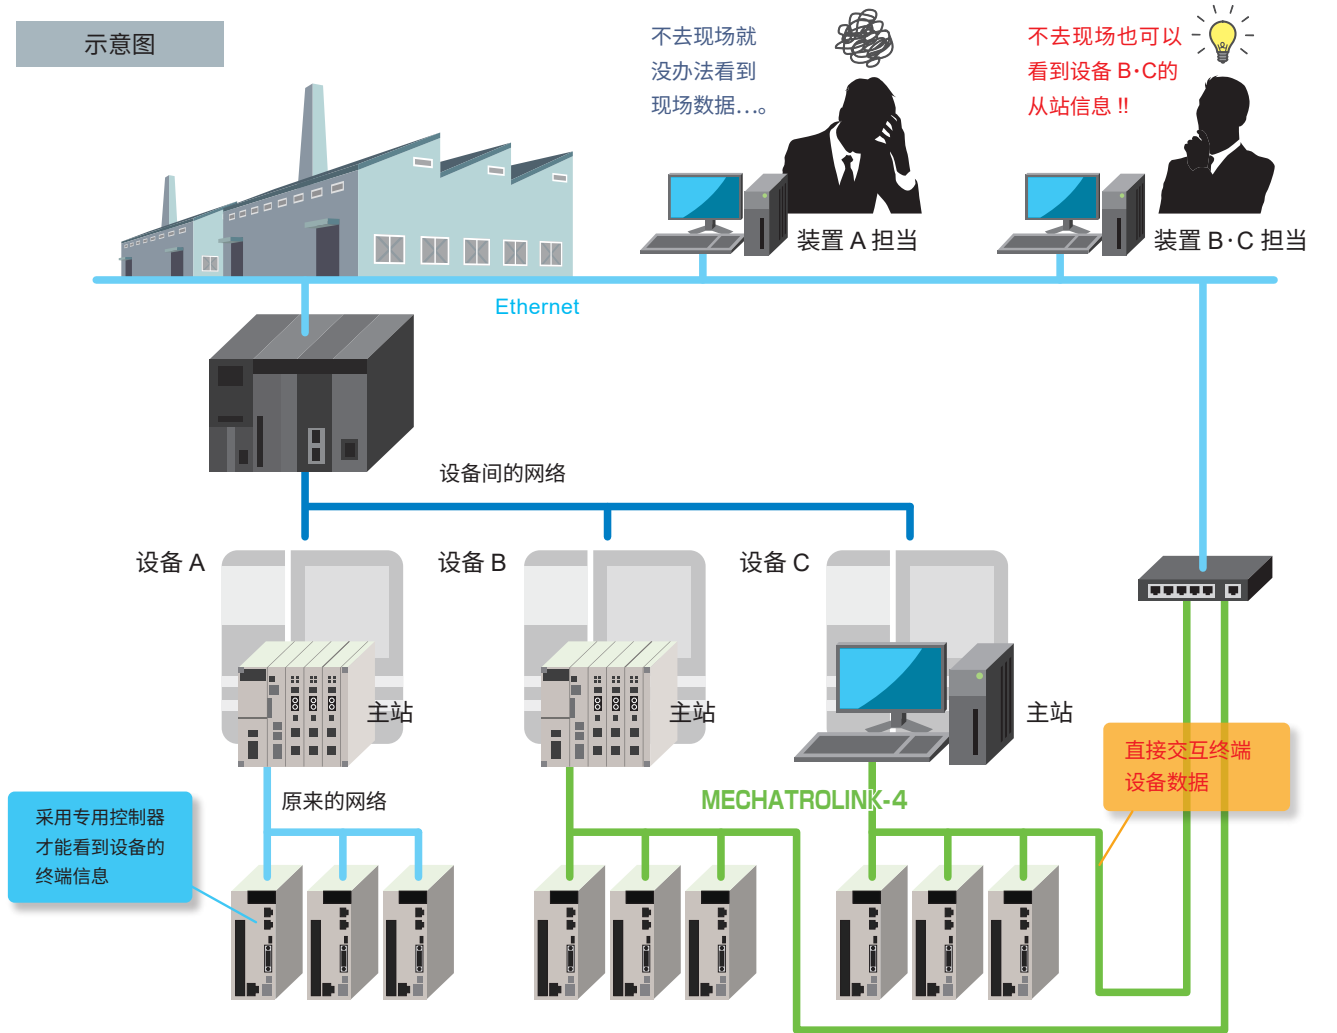 示意图
不去现场就
没办法看到
现场数据…。
不去现场也可以
看到设备 B·C的
从站信息 !!
装置 A 担当
装置 B·C 担当
Ethernet
设备间的网络
设备 A
设备 B
设备 C
主站
主站
主站
直接交互终端
设备数据
原来的网络
MECHATROLINK-4
采用专用控制器
才能看到设备的
终端信息